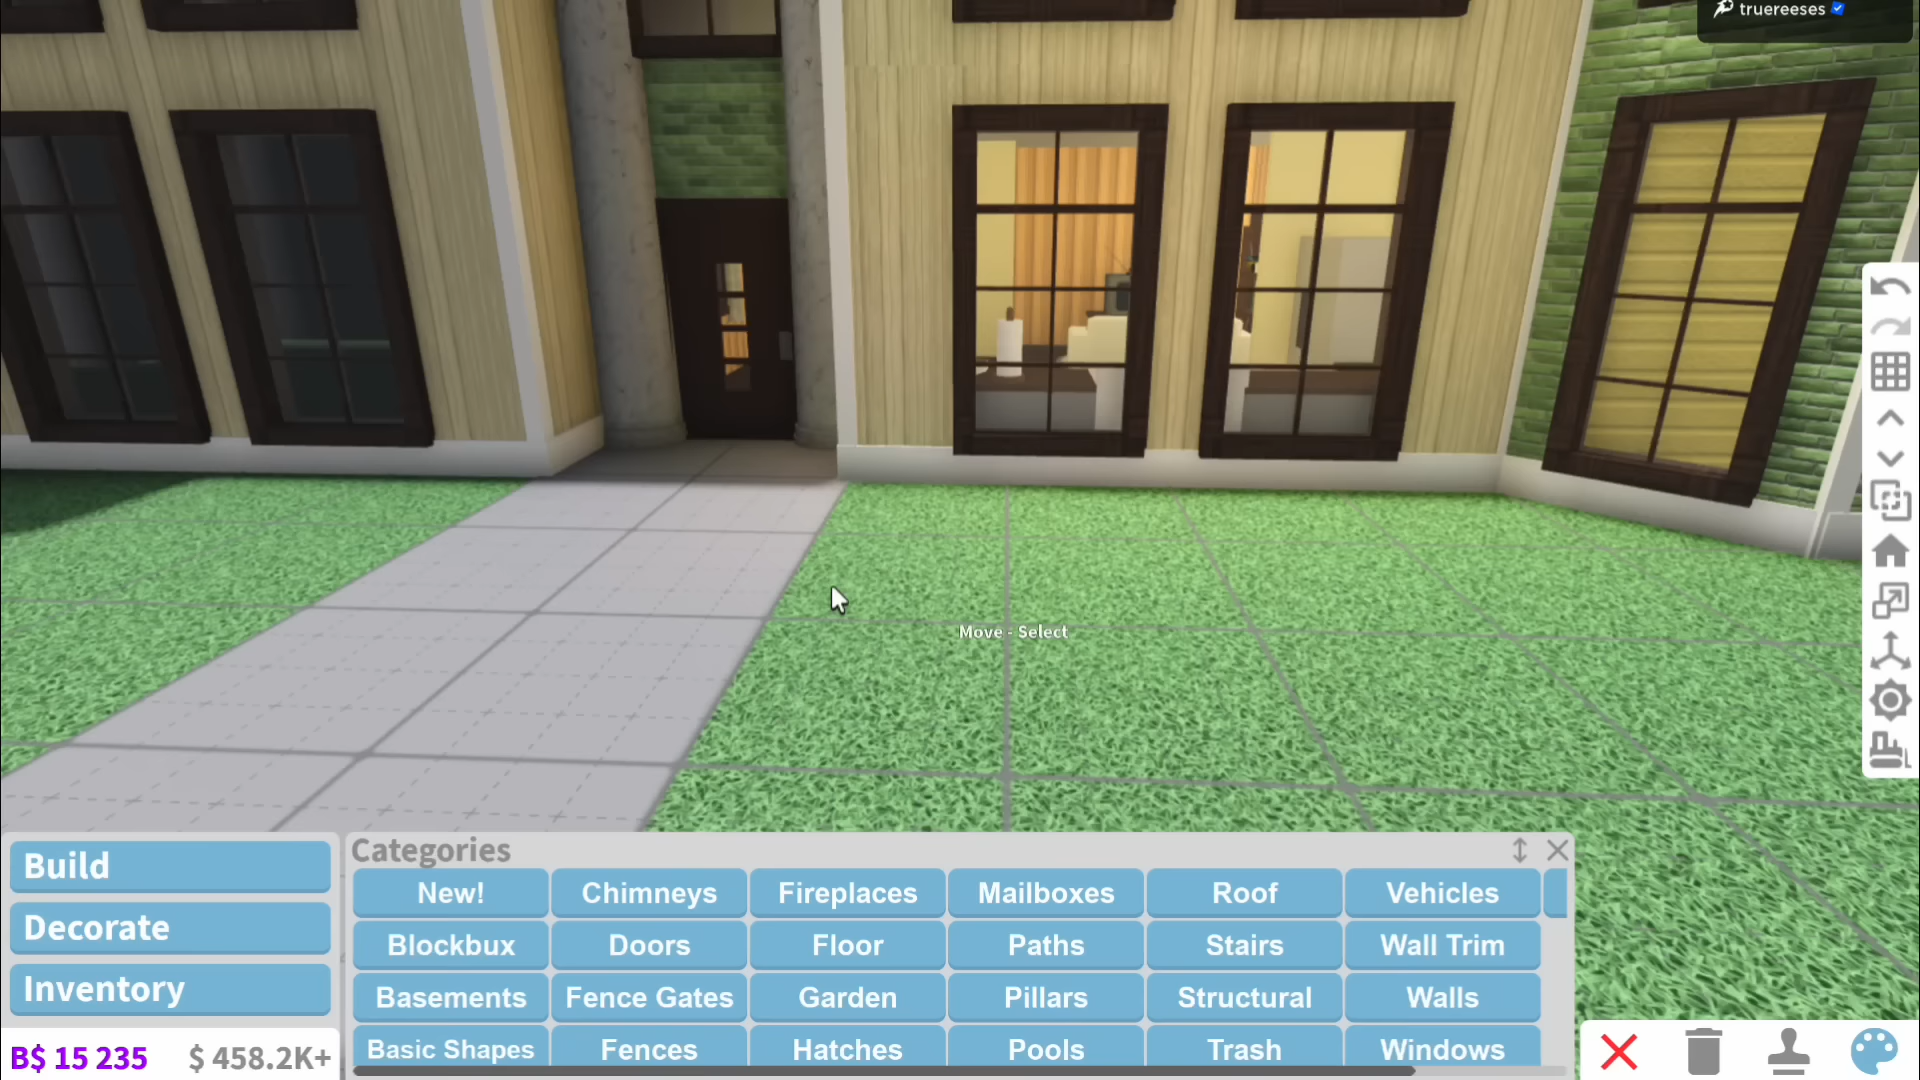 truereeses
Move - Select
Build
Decorate
Inventory
B$ 15 235 $ 458.2K+
Categories
New! Chimneys Fireplaces Mailboxes Roof Vehicles
Blockbux Doors Floor Paths Stairs Wall Trim
Basements Fence Gates Garden Pillars Structural Walls
Basic Shapes Fences Hatches Pools Trash Windows